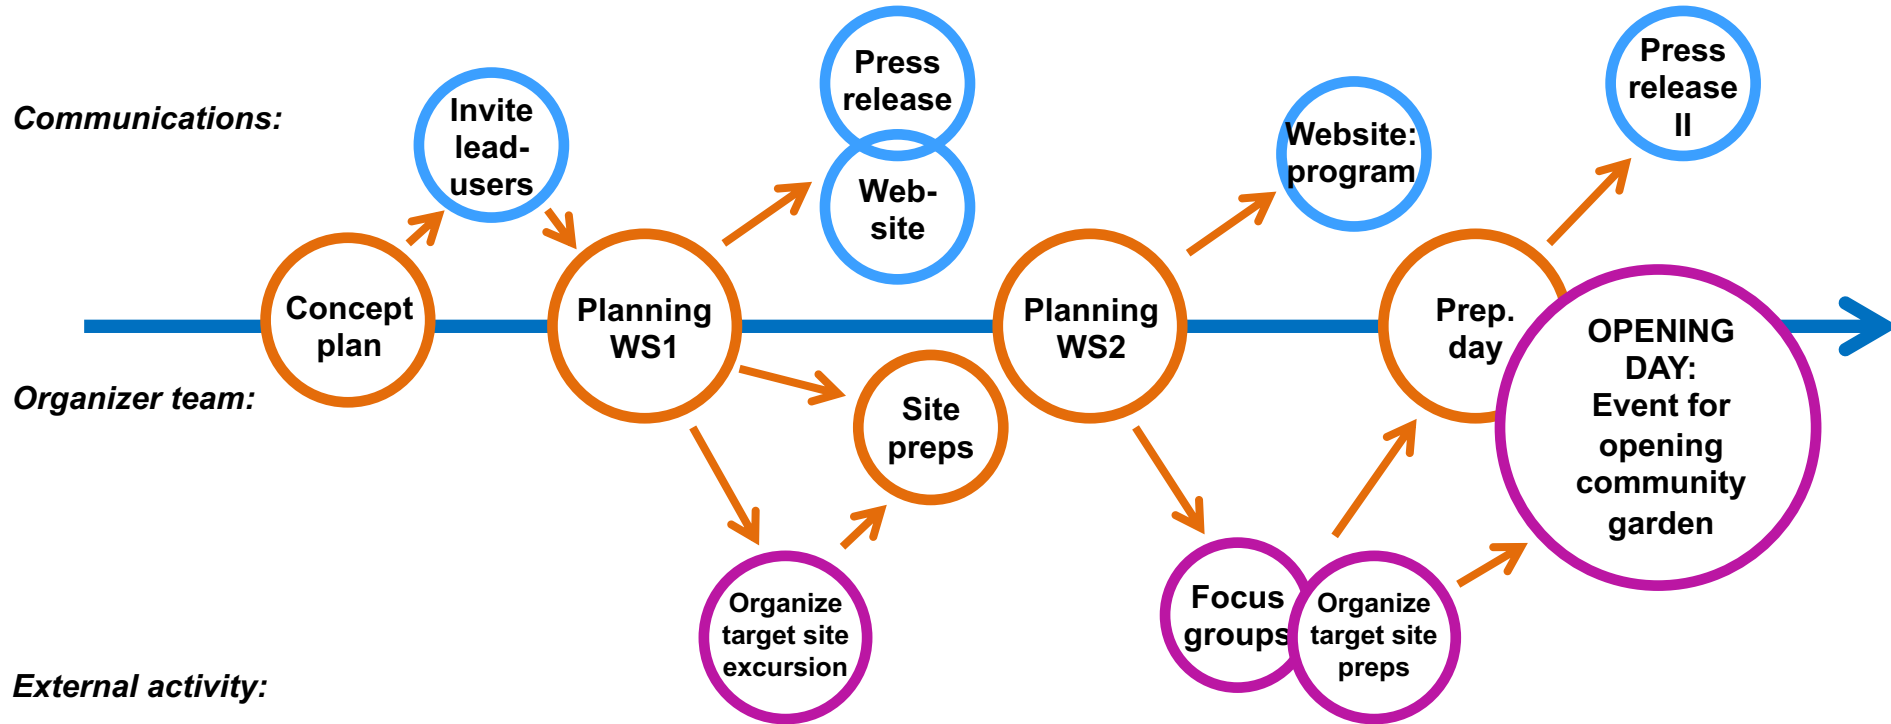 Communications:
Invite
lead-
users
Press
release
Web-
site
Website:
program
Press
release
II
Concept
plan
Planning
WS1
Planning
WS2
Prep.
day
OPENING
DAY:
Event for
opening
community
garden
Organizer team:
Site
preps
Organize
target site
excursion
Focus
groups
Organize
target site
preps
External activity: